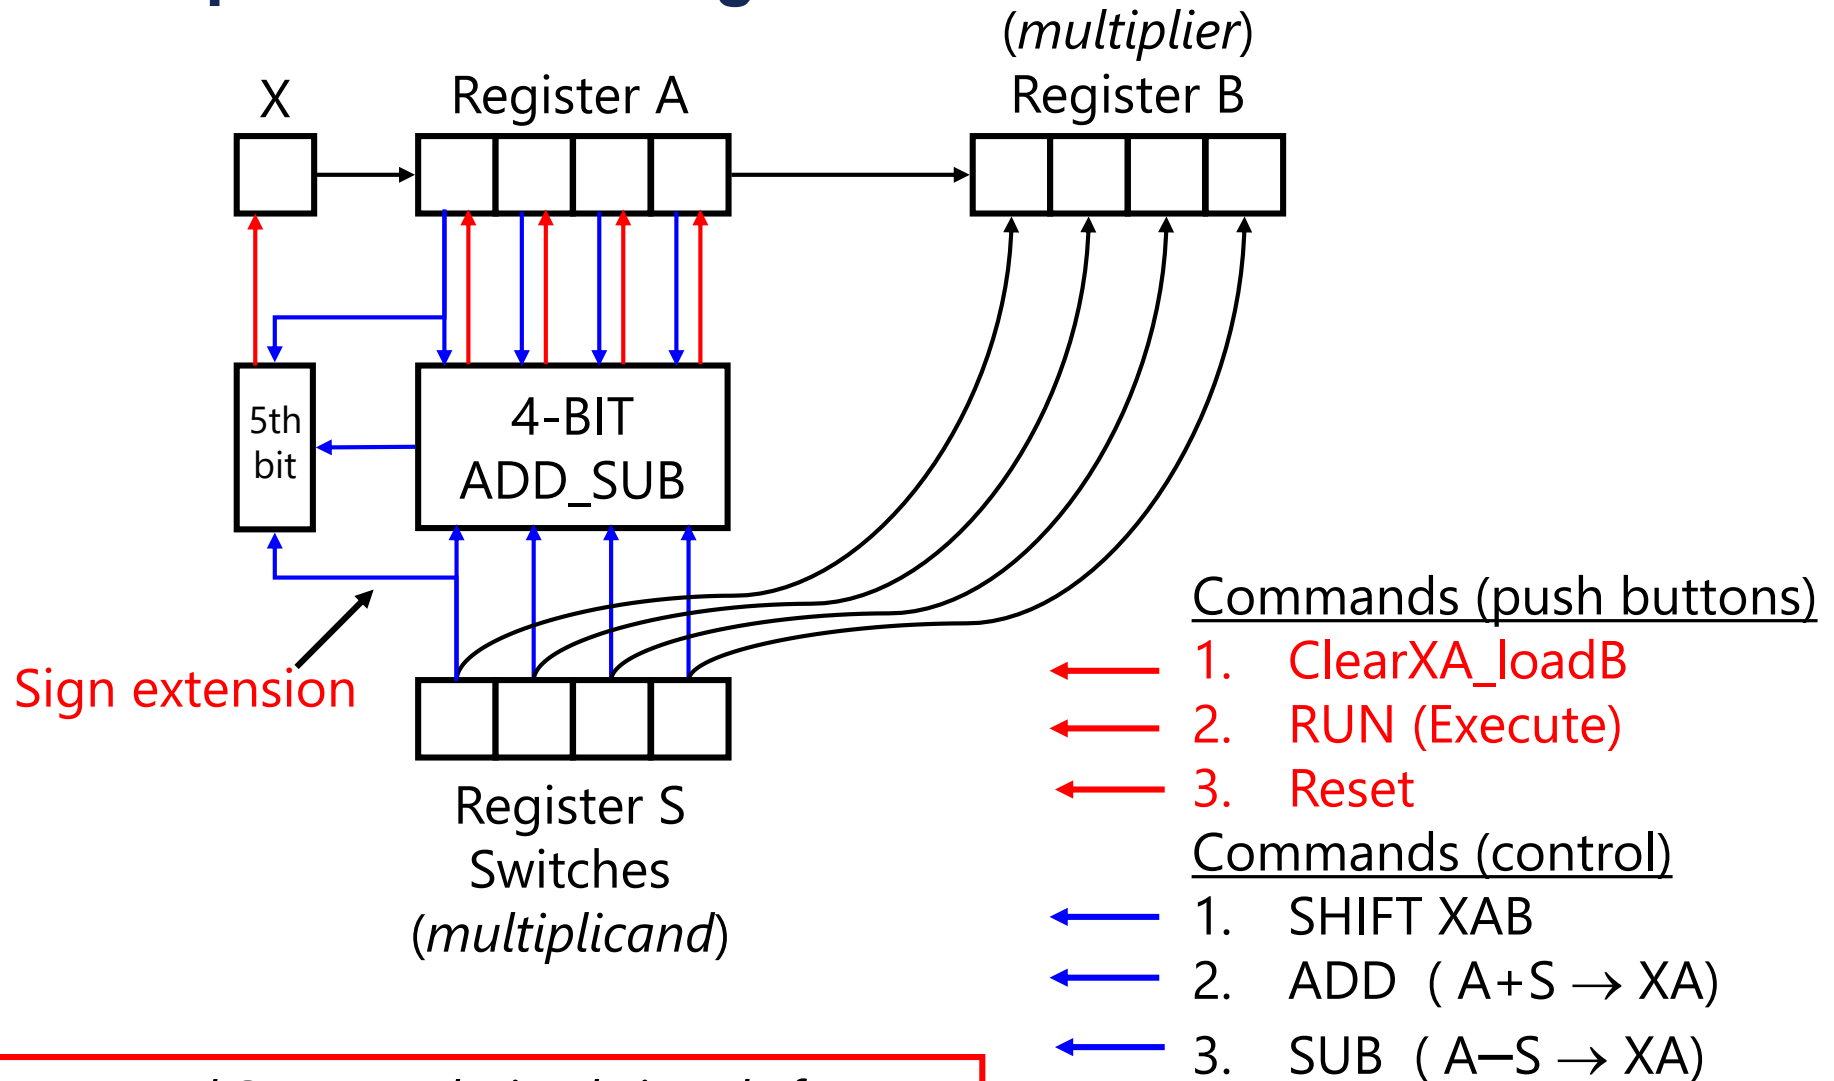 (multiplier)
X
Register A
Register B
5th
bit
4-BIT
ADD_SUB
Sign extension
Register S
Switches
(multiplicand)
Commands (push buttons)
1. ClearXA_loadB
2. RUN (Execute)
3. Reset
Commands (control)
1. SHIFT XAB
2. ADD ( A+S → XA)
3. SUB ( A–S → XA)